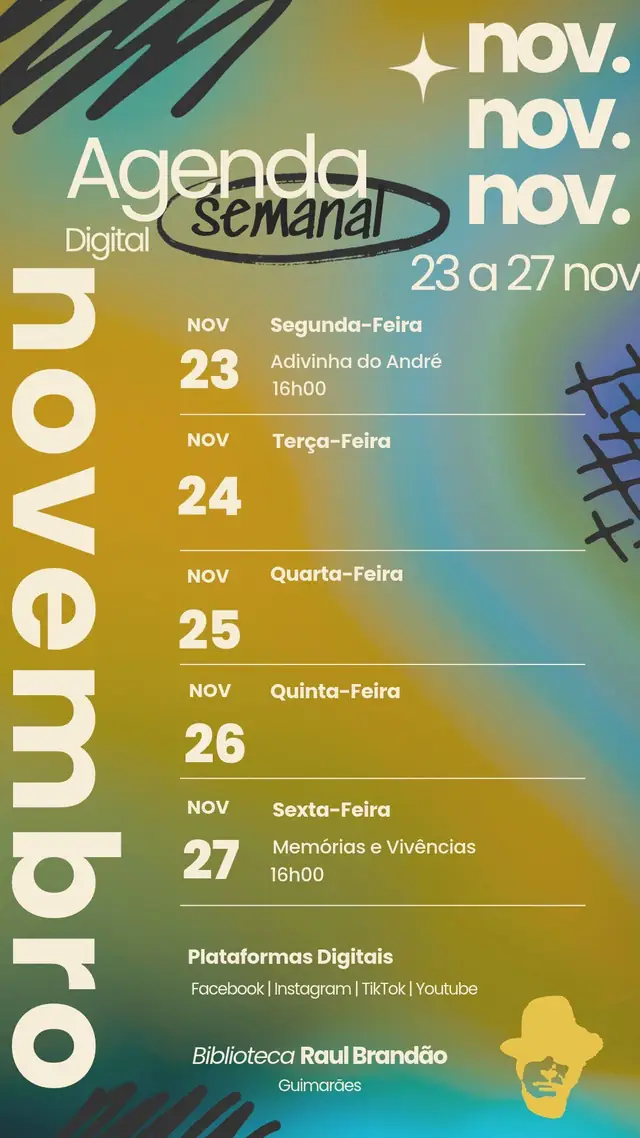 nov.
nov.
nov.
Agenda
semanal
Digital
23 a 27 nov
novembro
NOV
Segunda-Feira
23
Adivinha do André
16h00
NOV
Terça-Feira
24
NOV
Quarta-Feira
25
NOV
Quinta-Feira
26
NOV
Sexta-Feira
27
Memórias e Vivências
16h00
Plataformas Digitais
Facebook | Instagram | TikTok | Youtube
Biblioteca Raul Brandão
Guimarães